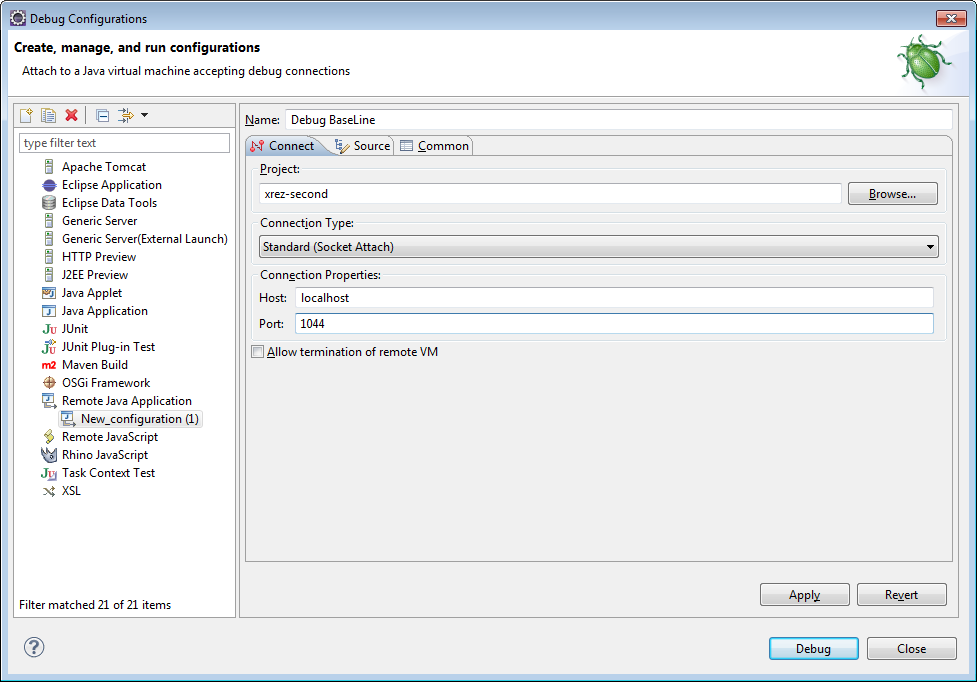 Debug Configurations
Create, manage, and run configurations
Attach to a Java virtual machine accepting debug connections
type filter text
Apache Tomcat
Eclipse Application
Eclipse Data Tools
Generic Server
Generic Server(External Launch)
HTTP Preview
J2EE Preview
Java Applet
Java Application
Ju JUnit
JUnit Plug-in Test
m2 Maven Build
OSGi Framework
Remote Java Application
New_configuration (1)
Remote JavaScript
Rhino JavaScript
Task Context Test
XSL
Filter matched 21 of 21 items
Name: Debug BaseLine
Connect Source Common
Project:
xrez-second Browse...
Connection Type:
Standard (Socket Attach)
Connection Properties:
Host: localhost
Port: 1044
Allow termination of remote VM
Apply Revert
? Debug Close